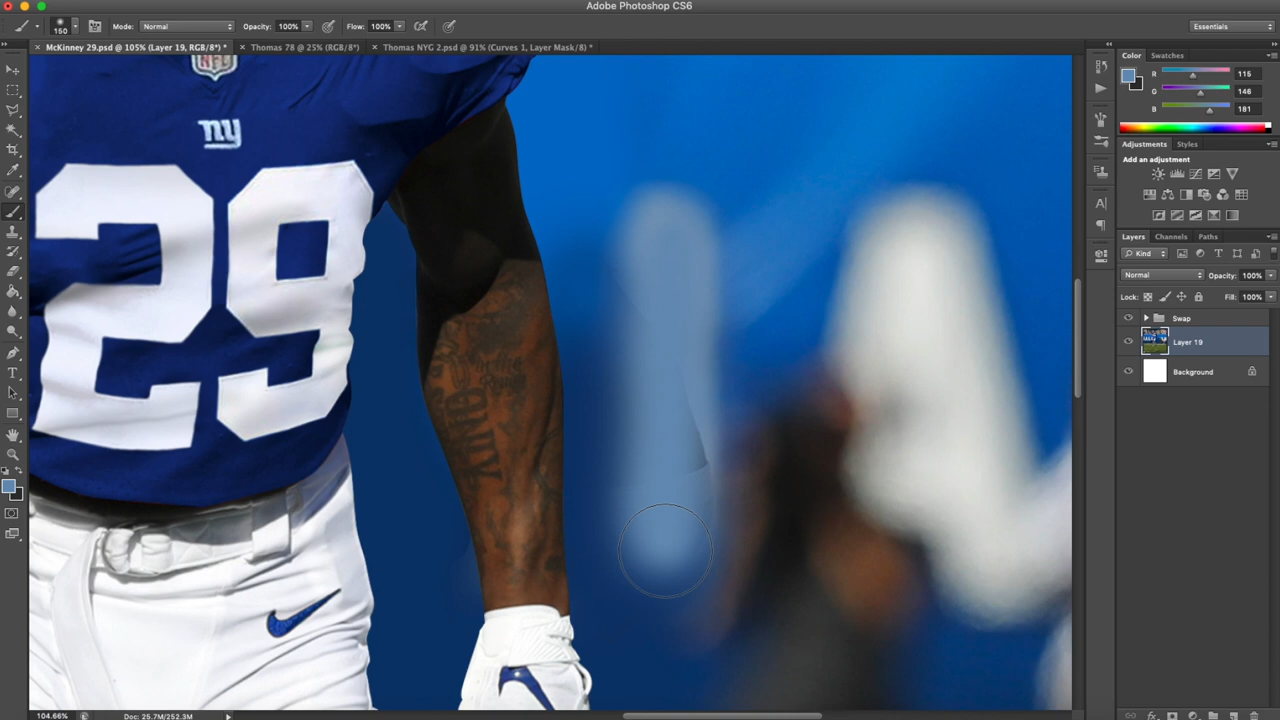 Adobe Photoshop CS6
150
Mode: Normal
Opacity: 100%
Flow: 100%
Essentials
× McKinney 29.psd @ 105% (Layer 19, RGB/8*) *
× Thomas 78 @ 25% (RGB/8*)
× Thomas NYG 2.psd @ 91% (Curves 1, Layer Mask/8) *
Color
Swatches
R 115
G 146
B 181
Adjustments
Styles
Add an adjustment
Layers
Channels
Paths
Kind
Normal
Opacity: 100%
Lock:
Fill: 100%
Swap
Layer 19
Background
NFL
ny
29
KING
104.66%
Doc: 25.7M/252.3M